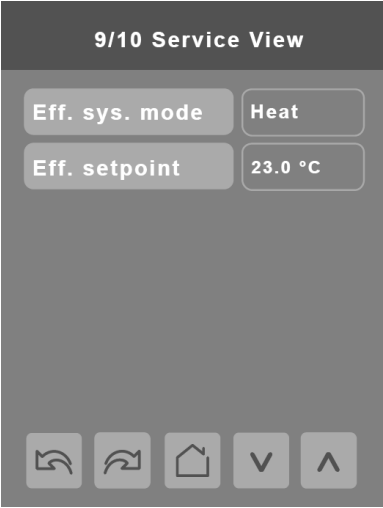 9/10 Service View
Eff. sys. mode Heat
Eff. setpoint 23.0 °C